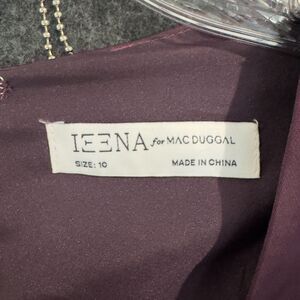 IEENA for MAC DUGGAL
SIZE: 10 MADE IN CHINA